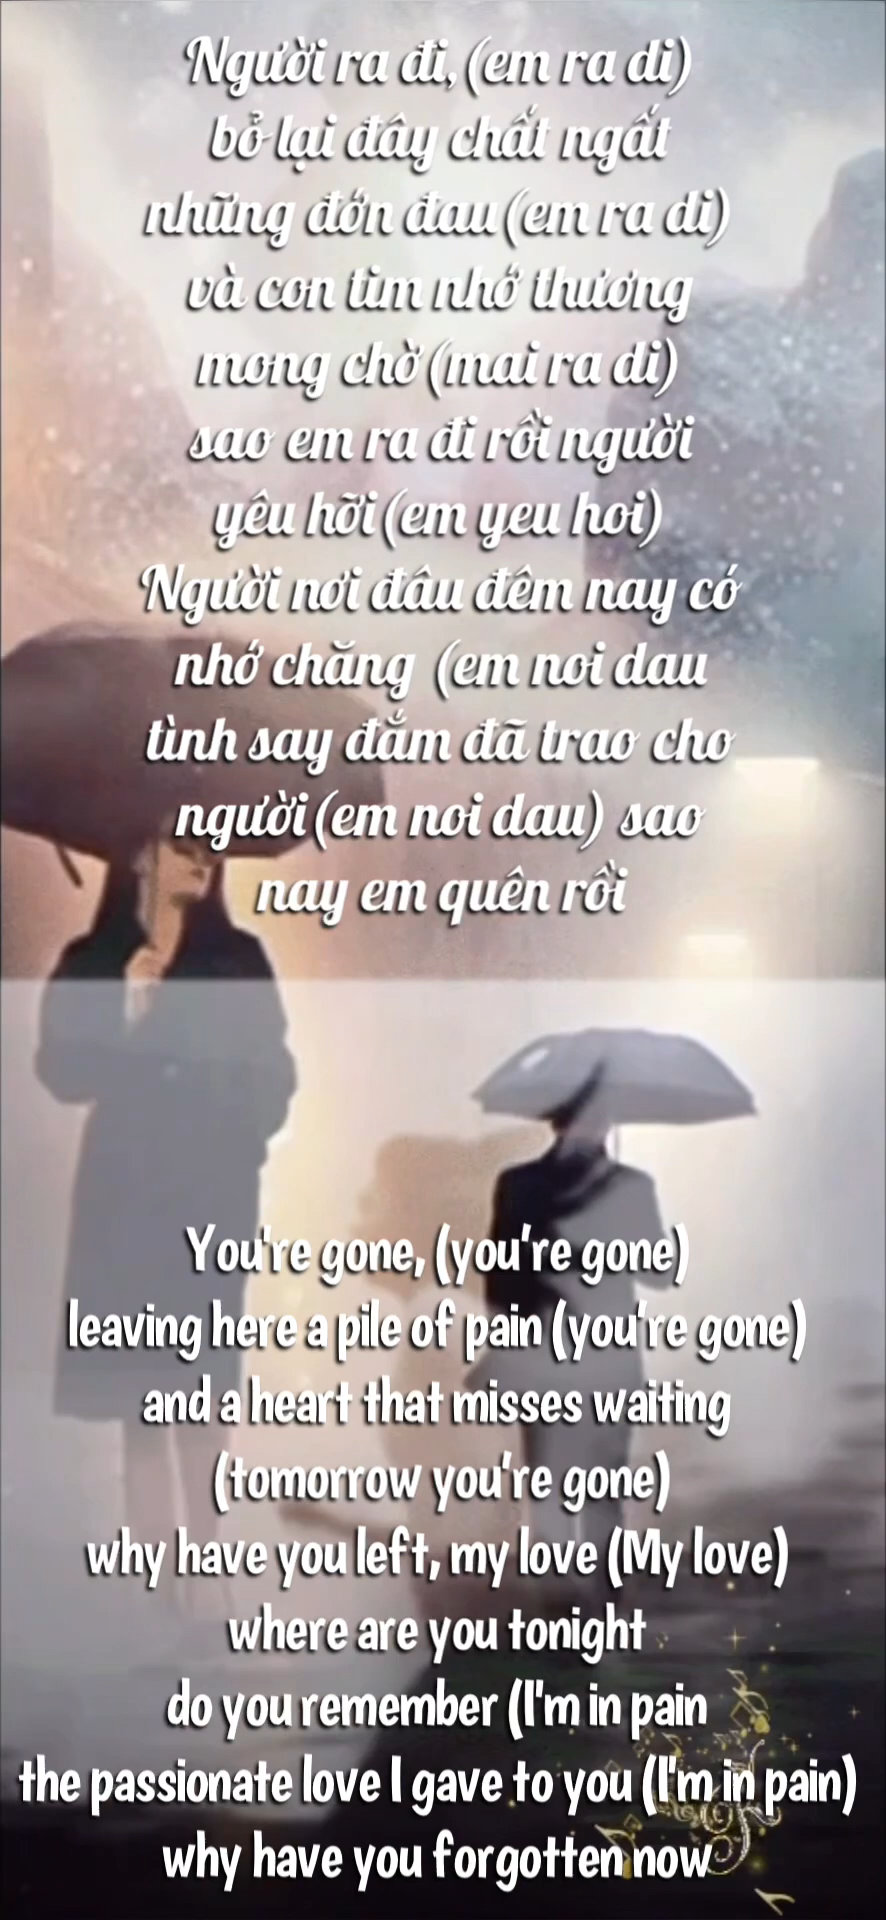 Người ra đi, (em ra di)
bỏ lại đây chất ngất
những đớn đau (em ra di)
và con tim nhớ thương
mong chờ (mai ra di)
sao em ra đi rồi người
yêu hỡi (em yeu hoi)
Người nơi đâu đêm nay có
nhớ chăng (em noi dau
tình say đắm đã trao cho
người (em noi dau) sao
nay em quên rồi
You're gone, (you're gone)
leaving here a pile of pain (you're gone)
and a heart that misses waiting
(tomorrow you're gone)
why have you left, my love (My love)
where are you tonight
do you remember (I'm in pain
the passionate love I gave to you (I'm in pain)
why have you forgotten now